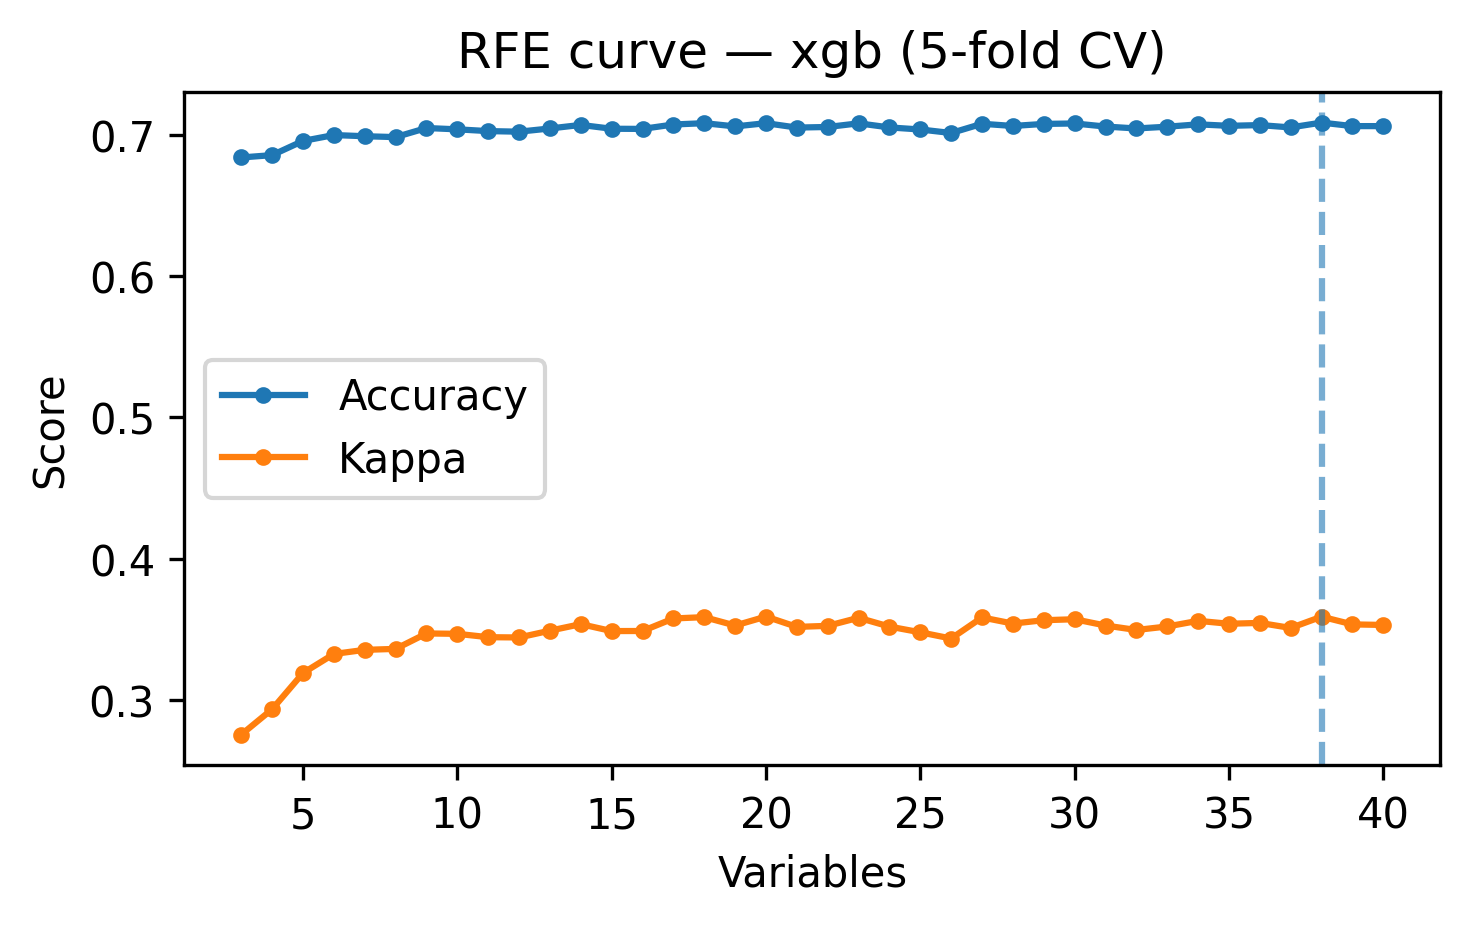 RFE curve — xgb (5-fold CV)
0.7
0.6
0.5
0.4
0.3
Score
Accuracy
Kappa
5 10 15 20 25 30 35 40
Variables